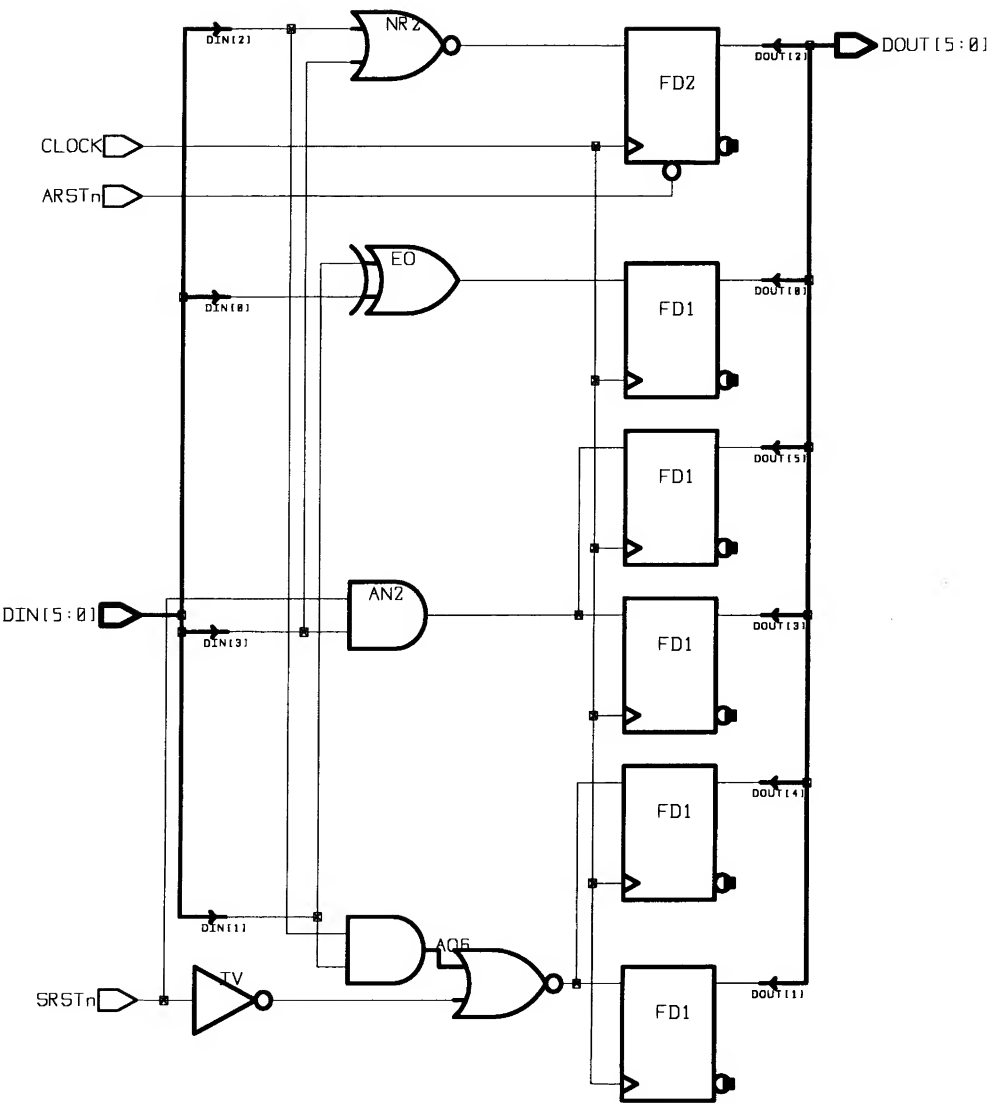 NR2
DIN[2]
DOUT[2]
DOUT[5:0]
FD2
CLOCK
ARSTn
EO
DOUT[0]
DIN[0]
FD1
DOUT[5]
FD1
AN2
DIN[5:0]
DOUT[3]
DIN[3]
FD1
DOUT[4]
FD1
DIN[1]
AO6
IV
SRSTn
DOUT[1]
FD1